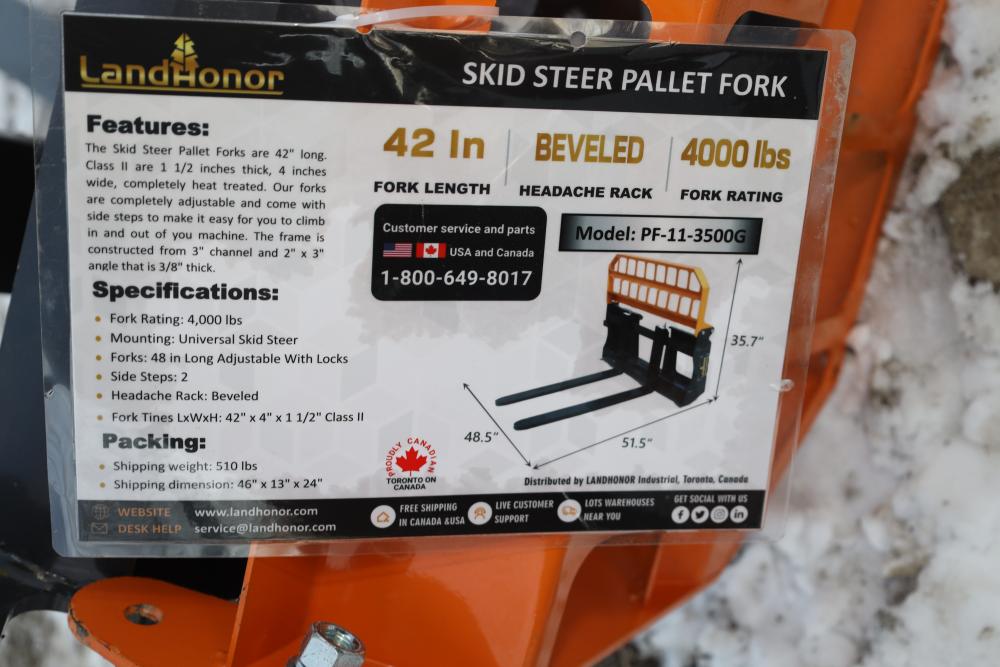 LANDHONOR
SKID STEER PALLET FORK
Features:
The Skid Steer Pallet Forks are 42" long.
Class II are 1 1/2 inches thick, 4 inches
wide, completely heat treated. Our forks
are completely adjustable and come with
side steps to make it easy for you to climb
in and out of you machine. The frame is
constructed from 3" channel and 2" x 3"
angle that is 3/8" thick.
42 In
FORK LENGTH
BEVELED
HEADACHE RACK
4000 lbs
FORK RATING
Customer service and parts
USA and Canada
1-800-649-8017
Model: PF-11-3500G
Specifications:
• Fork Rating: 4,000 lbs
• Mounting: Universal Skid Steer
• Forks: 48 in Long Adjustable With Locks
• Side Steps: 2
• Headache Rack: Beveled
• Fork Tines LxWxH: 42" x 4" x 1 1/2" Class II
35.7"
48.5"
51.5"
Packing:
• Shipping weight: 510 lbs
• Shipping dimension: 46" x 13" x 24"
PROUDLY CANADIAN
TORONTO ON
CANADA
Distributed by LANDHONOR Industrial, Toronto, Canada
WEBSITE www.landhonor.com
DESK HELP service@landhonor.com
FREE SHIPPING
IN CANADA &USA
LIVE CUSTOMER
SUPPORT
LOTS WAREHOUSES
NEAR YOU
GET SOCIAL WITH US